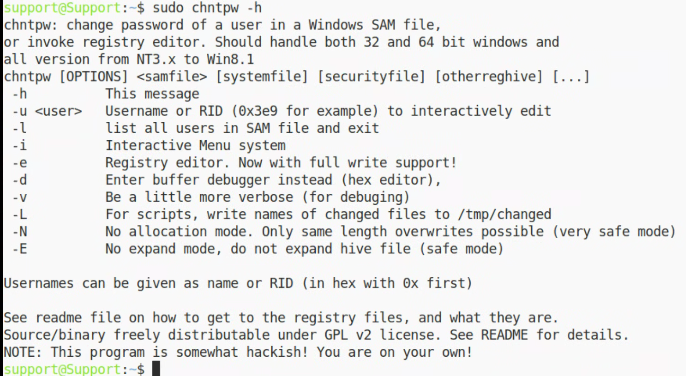 support@Support:~$ sudo chntpw -h
chntpw: change password of a user in a Windows SAM file,
or invoke registry editor. Should handle both 32 and 64 bit windows and
all version from NT3.x to Win8.1
chntpw [OPTIONS] <samfile> [systemfile] [securityfile] [otherreghive] [...]
 -h          This message
 -u <user>   Username or RID (0x3e9 for example) to interactively edit
 -l          list all users in SAM file and exit
 -i          Interactive Menu system
 -e          Registry editor. Now with full write support!
 -d          Enter buffer debugger instead (hex editor),
 -v          Be a little more verbose (for debuging)
 -L          For scripts, write names of changed files to /tmp/changed
 -N          No allocation mode. Only same length overwrites possible (very safe mode)
 -E          No expand mode, do not expand hive file (safe mode)

Usernames can be given as name or RID (in hex with 0x first)

See readme file on how to get to the registry files, and what they are.
Source/binary freely distributable under GPL v2 license. See README for details.
NOTE: This program is somewhat hackish! You are on your own!
support@Support:~$